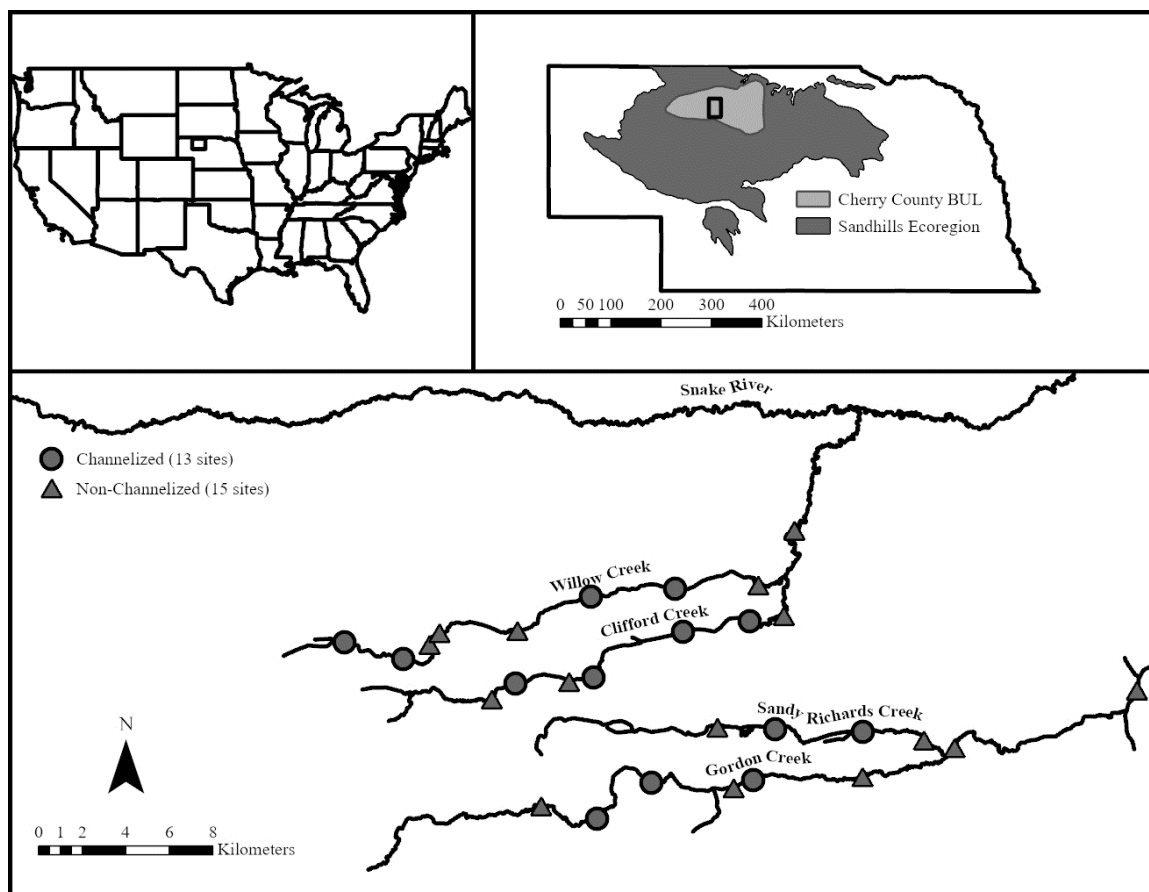 Cherry County BUL
Sandhills Ecoregion
0 50 100 200 300 400
Kilometers
Snake River
Channelized (13 sites)
Non-Channelized (15 sites)
Willow Creek
Clifford Creek
Sandy Richards Creek
Gordon Creek
N
0 1 2 4 6 8
Kilometers